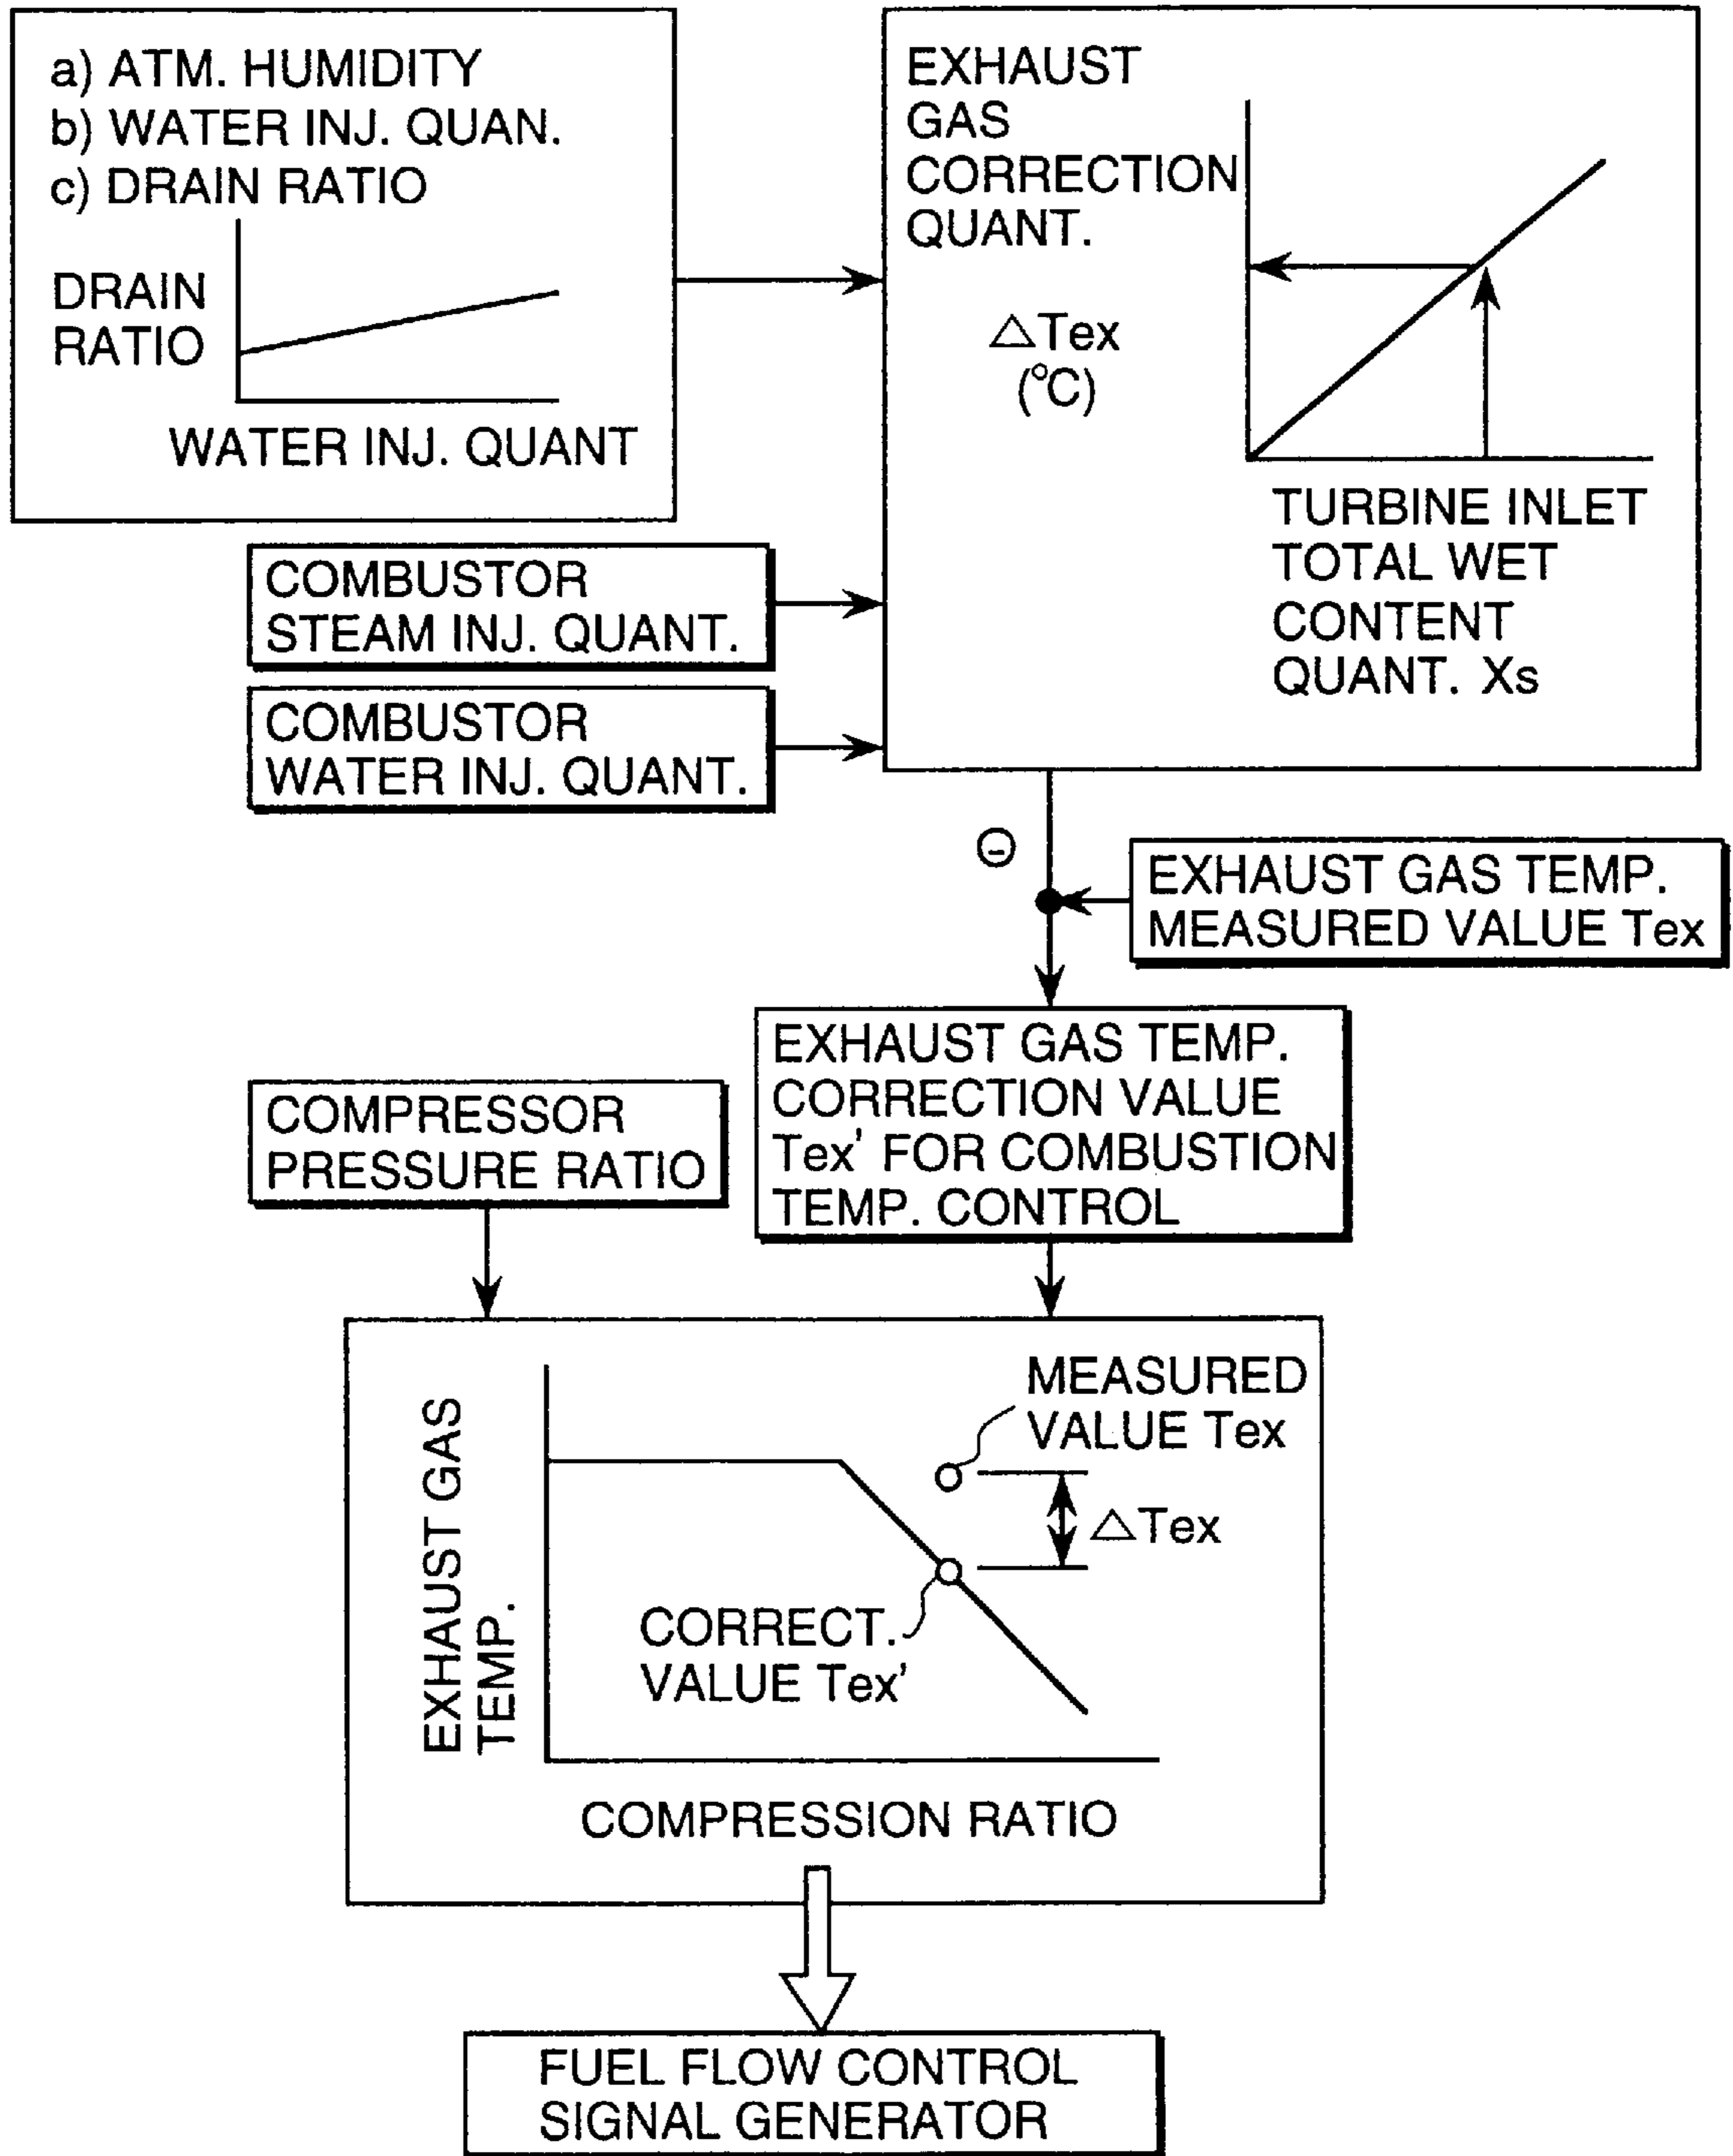 a) ATM. HUMIDITY
b) WATER INJ. QUAN.
c) DRAIN RATIO
DRAIN
RATIO
WATER INJ. QUANT
EXHAUST
GAS
CORRECTION
QUANT.
△Tex
(°C)
TURBINE INLET
TOTAL WET
CONTENT
QUANT. Xs
COMBUSTOR
STEAM INJ. QUANT.
COMBUSTOR
WATER INJ. QUANT.
-
EXHAUST GAS TEMP.
MEASURED VALUE Tex
EXHAUST GAS TEMP.
CORRECTION VALUE
Tex' FOR COMBUSTION
TEMP. CONTROL
COMPRESSOR
PRESSURE RATIO
EXHAUST GAS
TEMP.
MEASURED
VALUE Tex
△Tex
CORRECT.
VALUE Tex'
COMPRESSION RATIO
FUEL FLOW CONTROL
SIGNAL GENERATOR